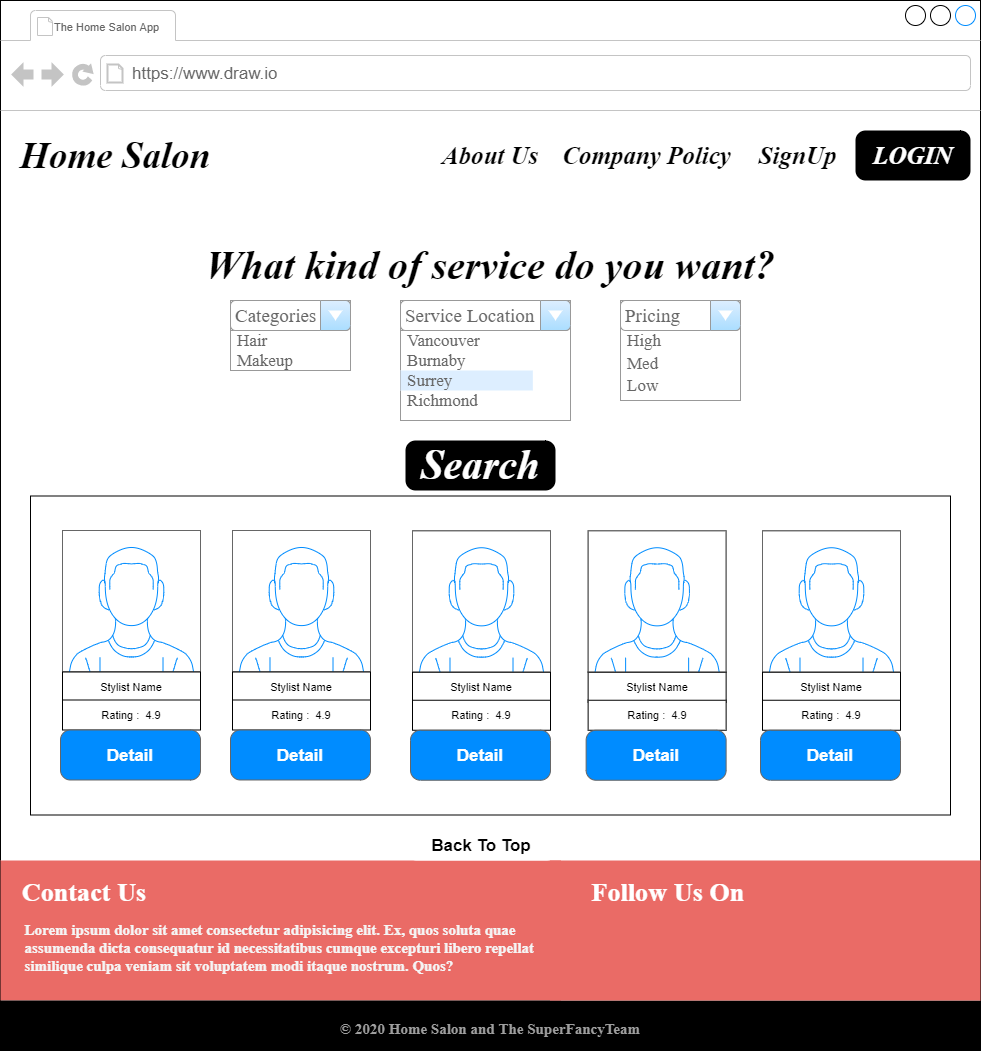 The Home Salon App
https://www.draw.io
Home Salon
About Us
Company Policy
SignUp
LOGIN
What kind of service do you want?
Categories
Hair
Makeup
Service Location
Vancouver
Burnaby
Surrey
Richmond
Pricing
High
Med
Low
Search
Stylist Name
Rating : 4.9
Detail
Stylist Name
Rating : 4.9
Detail
Stylist Name
Rating : 4.9
Detail
Stylist Name
Rating : 4.9
Detail
Stylist Name
Rating : 4.9
Detail
Back To Top
Contact Us
Lorem ipsum dolor sit amet consectetur adipisicing elit. Ex, quos soluta quae
assumenda dicta consequatur id necessitatibus cumque excepturi libero repellat
similique culpa veniam sit voluptatem modi itaque nostrum. Quos?
Follow Us On
© 2020 Home Salon and The SuperFancyTeam